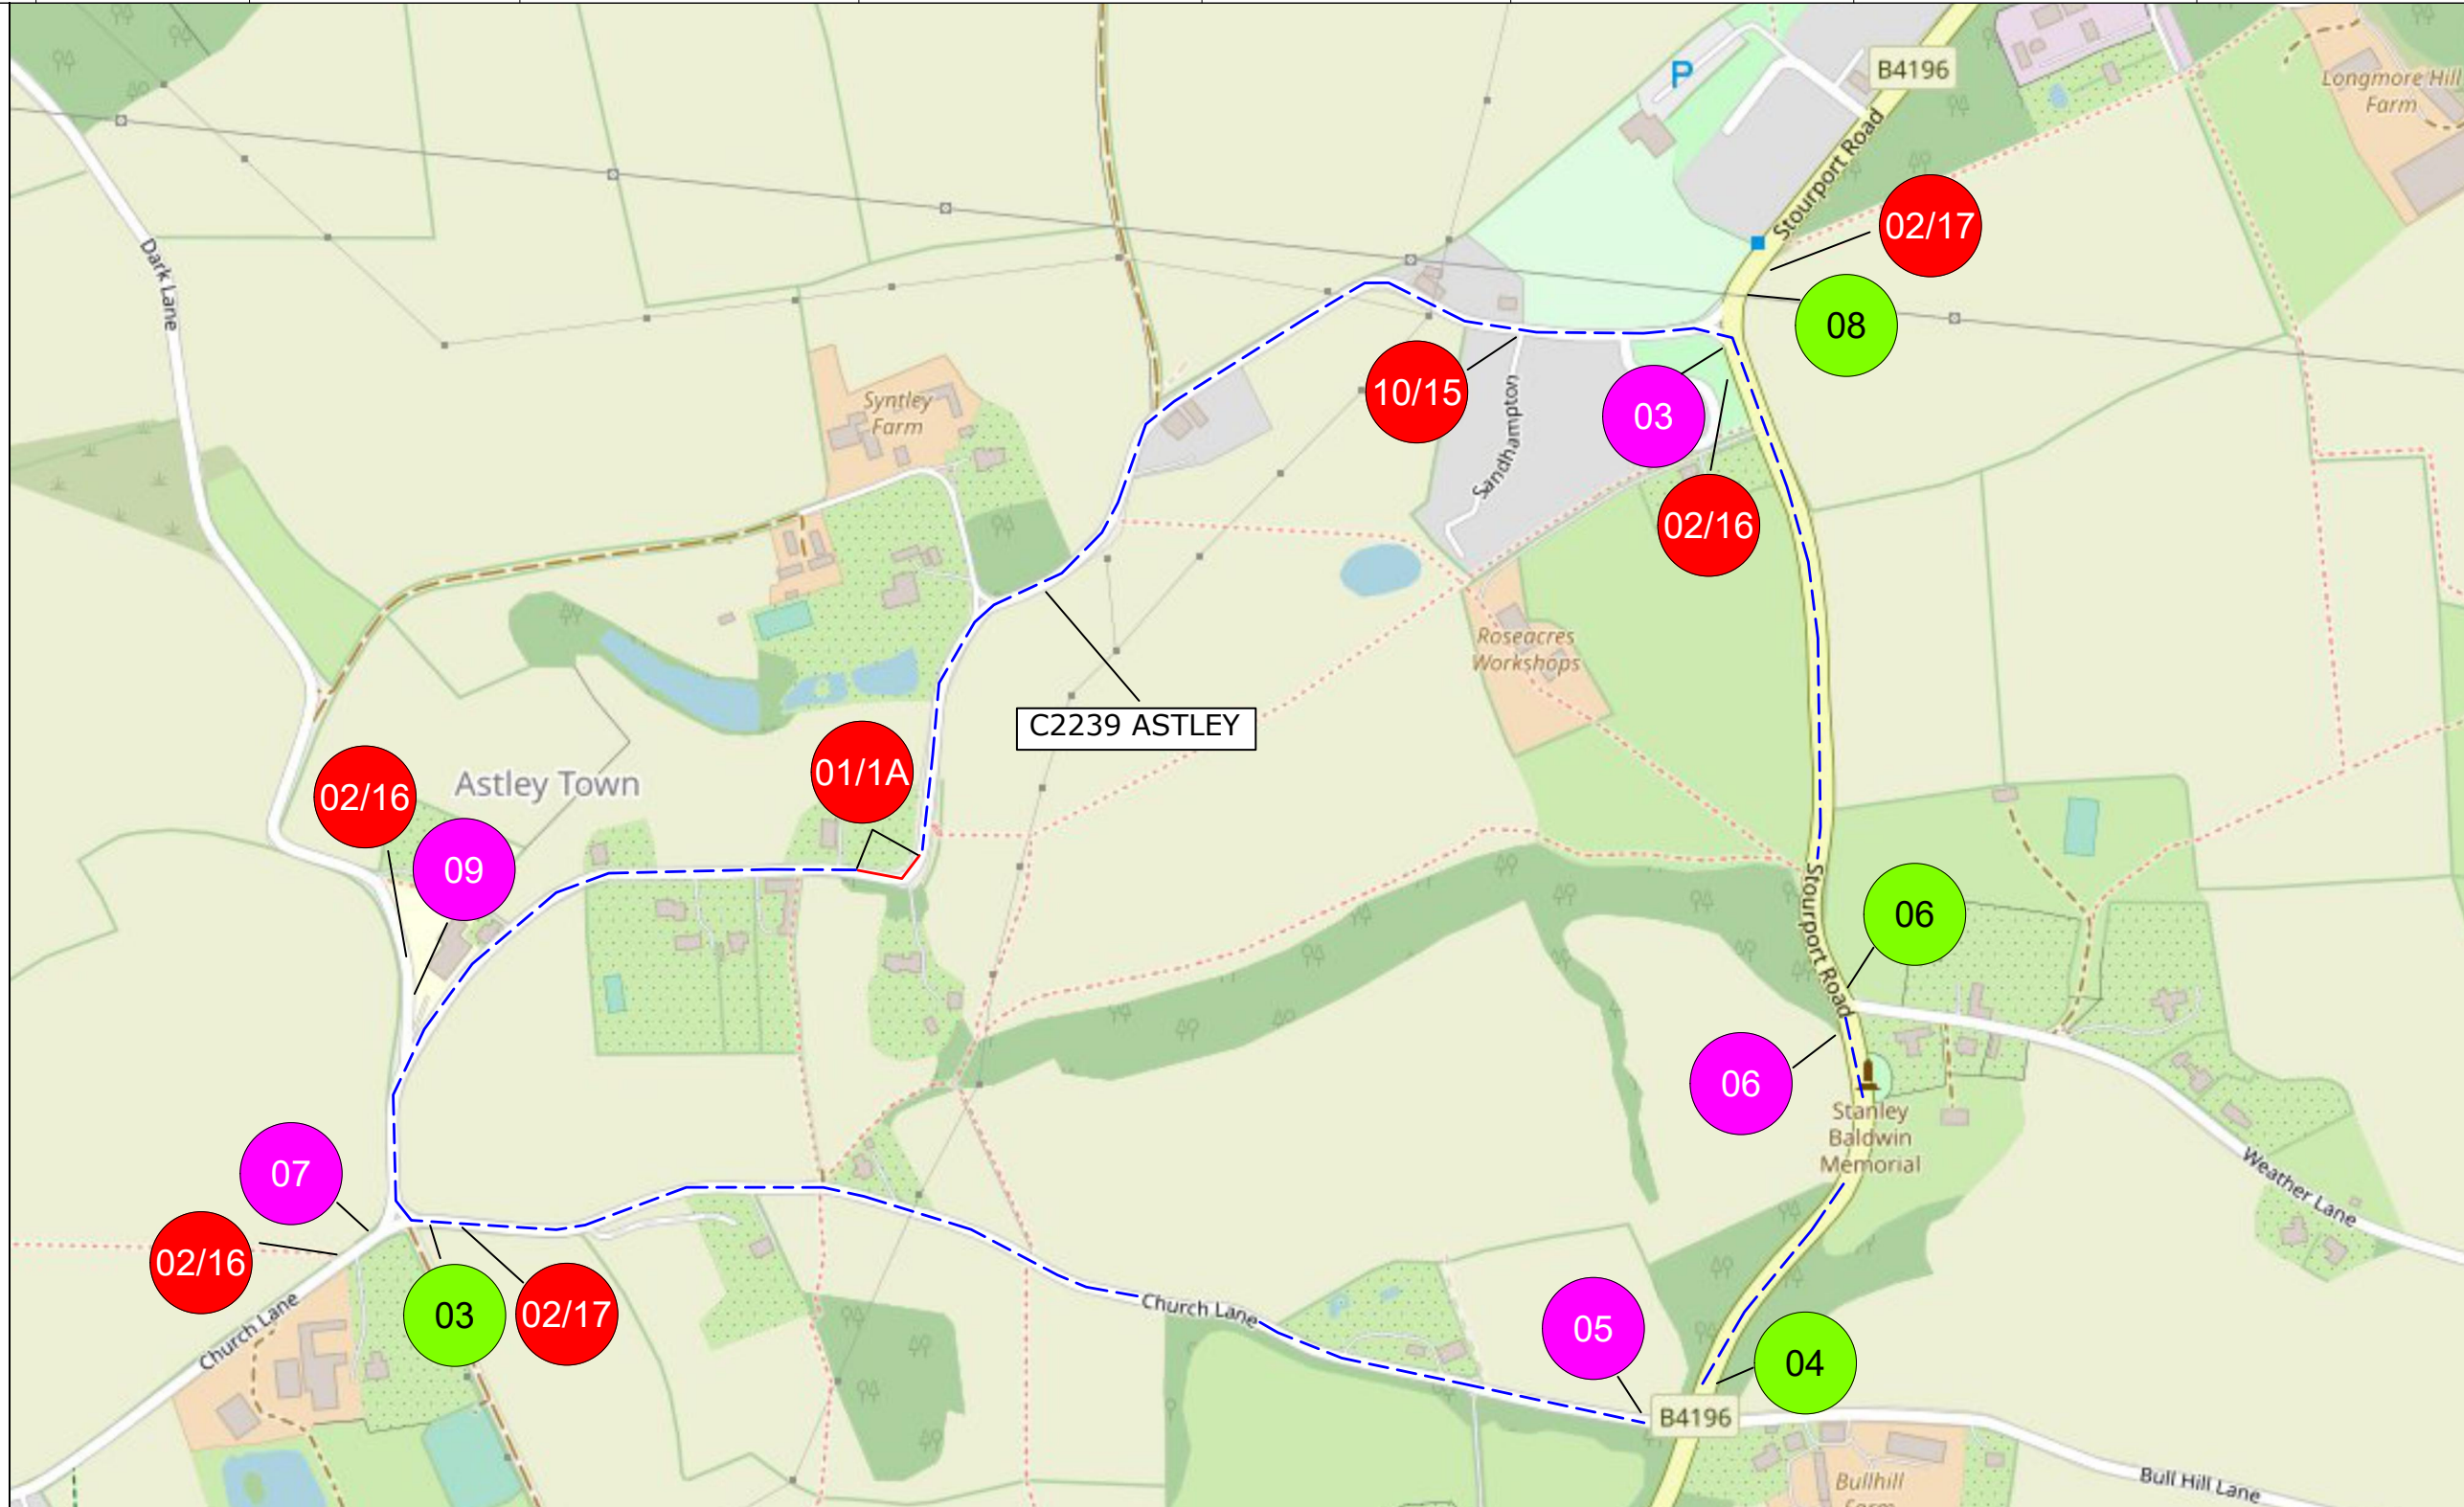 B4196
P
Longmore Hill
Farm
Stourport Road
02/17
Dark Lane
08
10/15
03
Syntley
Farm
Sandhampton
02/16
Roseacres
Workshops
C2239 ASTLEY
01/1A
02/16
Astley Town
09
Stourport Road
06
06
Stanley
Baldwin
Memorial
Weather Lane
07
02/16
03
02/17
Church Lane
Church Lane
05
04
B4196
Bull Hill Lane
Bullhill
Farm